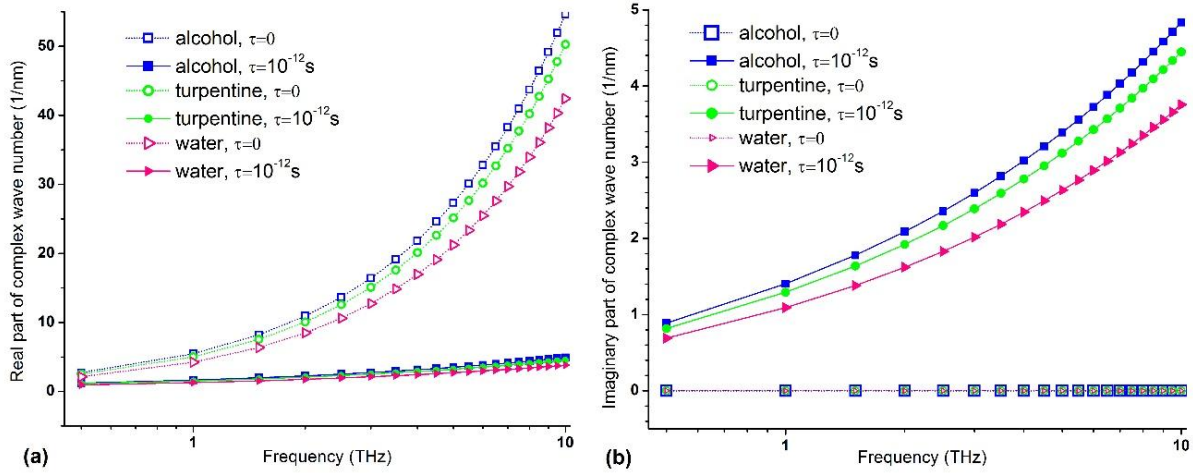 50
40
30
20
10
0
Real part of complex wave number (1/nm)
alcohol, τ=0
alcohol, τ=10⁻¹²s
turpentine, τ=0
turpentine, τ=10⁻¹²s
water, τ=0
water, τ=10⁻¹²s
1
10
(a)
Frequency (THz)
5
4
3
2
1
0
Imaginary part of complex wave number (1/nm)
alcohol, τ=0
alcohol, τ=10⁻¹²s
turpentine, τ=0
turpentine, τ=10⁻¹²s
water, τ=0
water, τ=10⁻¹²s
1
10
(b)
Frequency (THz)